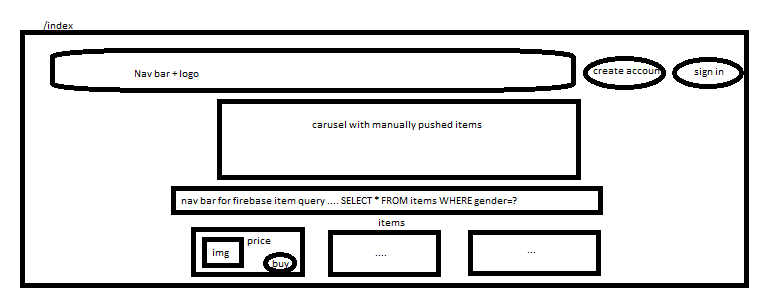 /index
Nav bar + logo
create accoun
sign in
carusel with manually pushed items
nav bar for firebase item query .... SELECT * FROM items WHERE gender=?
items
price
img
buy
....
...